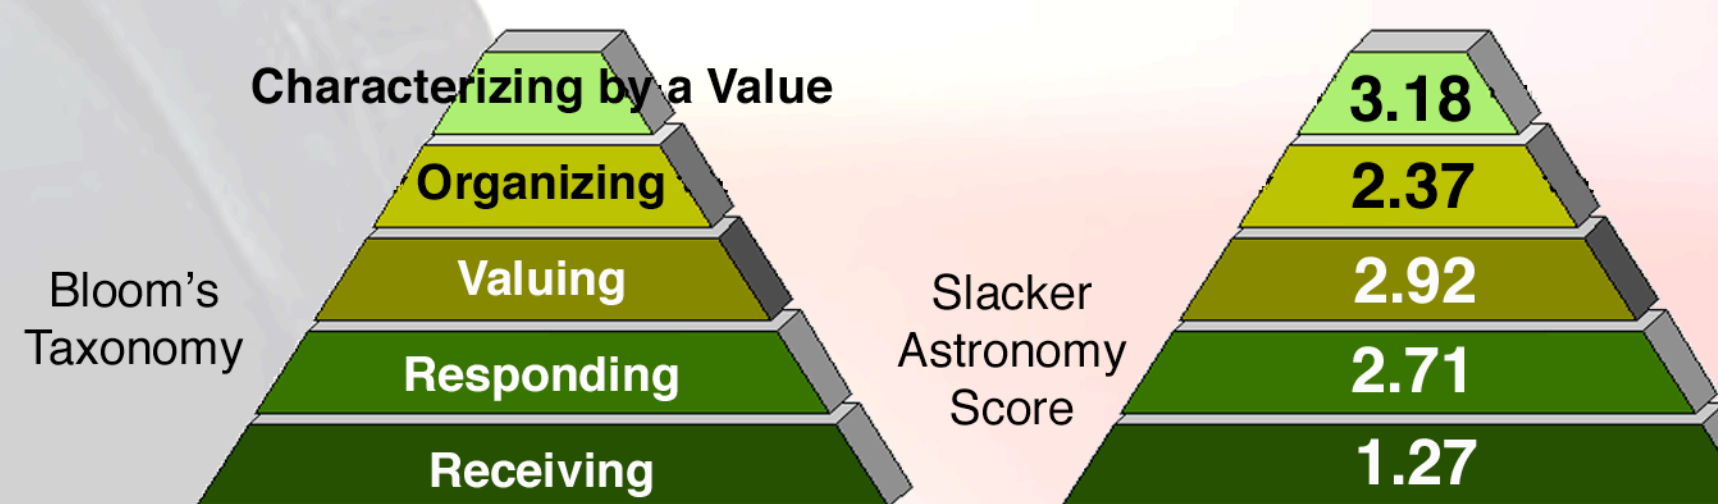 Characterizing by a Value
Organizing
Valuing
Responding
Receiving
Bloom’s
Taxonomy
Slacker
Astronomy
Score
3.18
2.37
2.92
2.71
1.27